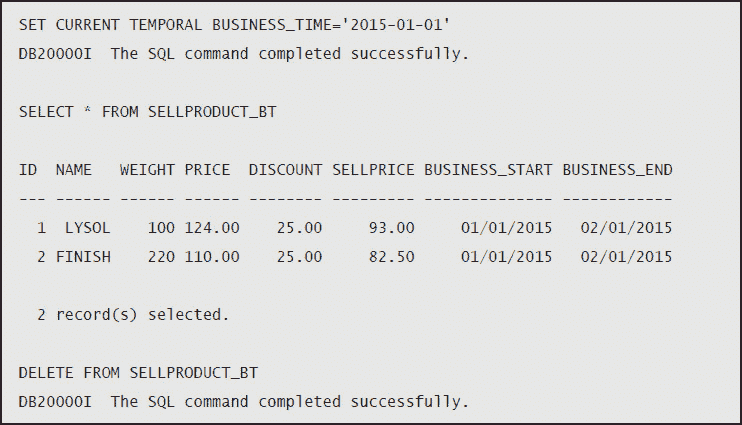 SET CURRENT TEMPORAL BUSINESS_TIME='2015-01-01'
DB20000I  The SQL command completed successfully.
SELECT * FROM SELLPRODUCT_BT
ID  NAME   WEIGHT PRICE  DISCOUNT SELLPRICE BUSINESS_START BUSINESS_END
--- ------ ------ ------ -------- --------- -------------- ------------
  1  LYSOL    100 124.00    25.00     93.00     01/01/2015   02/01/2015
  2 FINISH    220 110.00    25.00     82.50     01/01/2015   02/01/2015
  2 record(s) selected.
DELETE FROM SELLPRODUCT_BT
DB20000I  The SQL command completed successfully.